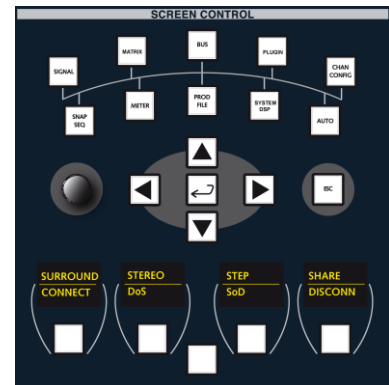 SCREEN CONTROL
SIGNAL
MATRIX
BUS
PLUGIN
CHAN
CONFIG
SNAP
SEQ
METER
PROD
FILE
SYSTEM
DSP
AUTO
ESC
SURROUND
CONNECT
STEREO
DoS
STEP
SoD
SHARE
DISCONN